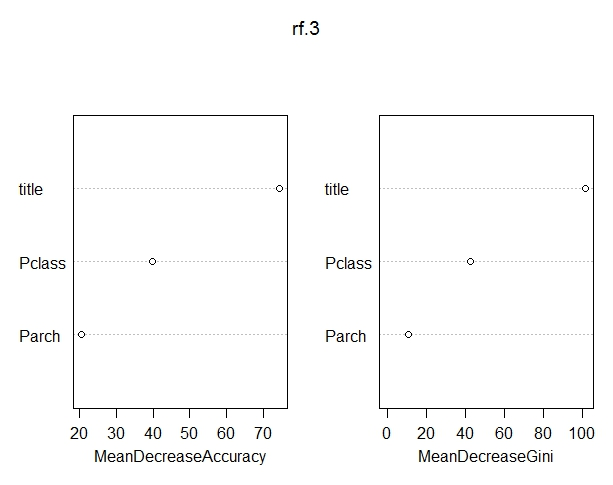 rf.3
title
Pclass
Parch
20 30 40 50 60 70
MeanDecreaseAccuracy
title
Pclass
Parch
0 20 40 60 80 100
MeanDecreaseGini